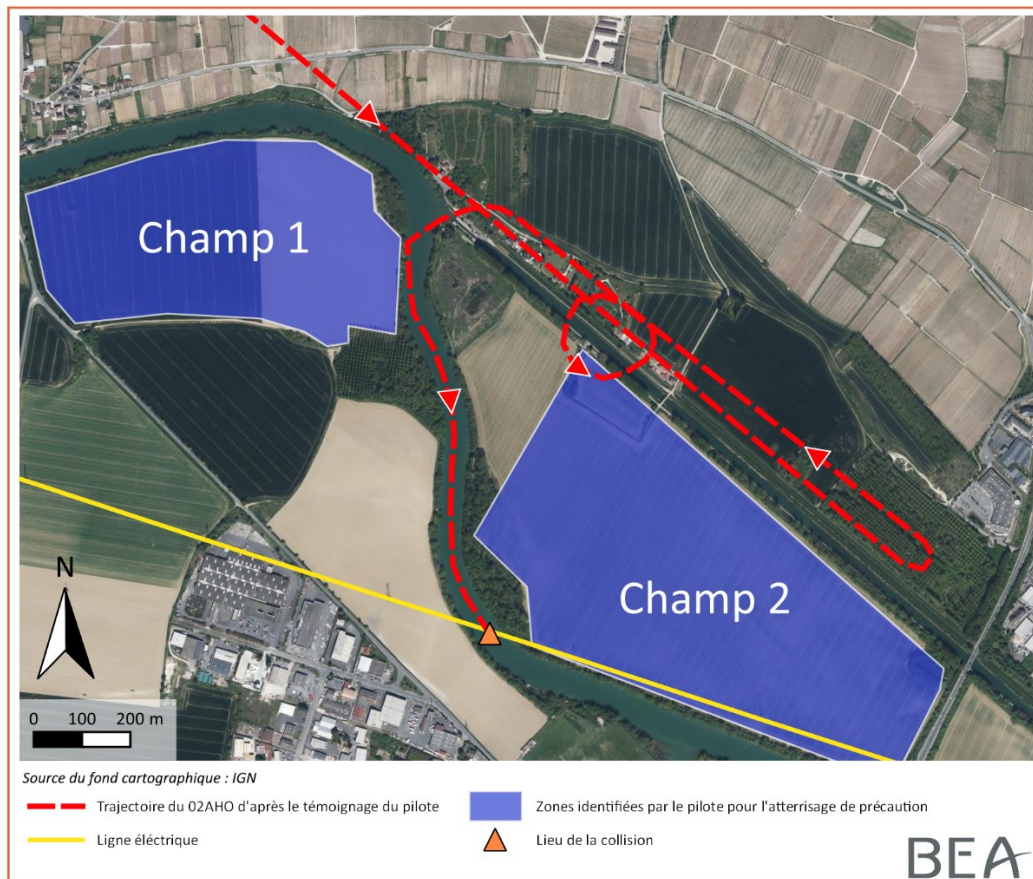 Champ 1
Champ 2
N
0 100 200 m
Source du fond cartographique : IGN
Trajectoire du 02AHO d'après le témoignage du pilote
Zones identifiées par le pilote pour l'atterrisage de précaution
Ligne éléctrique
Lieu de la collision
BEA